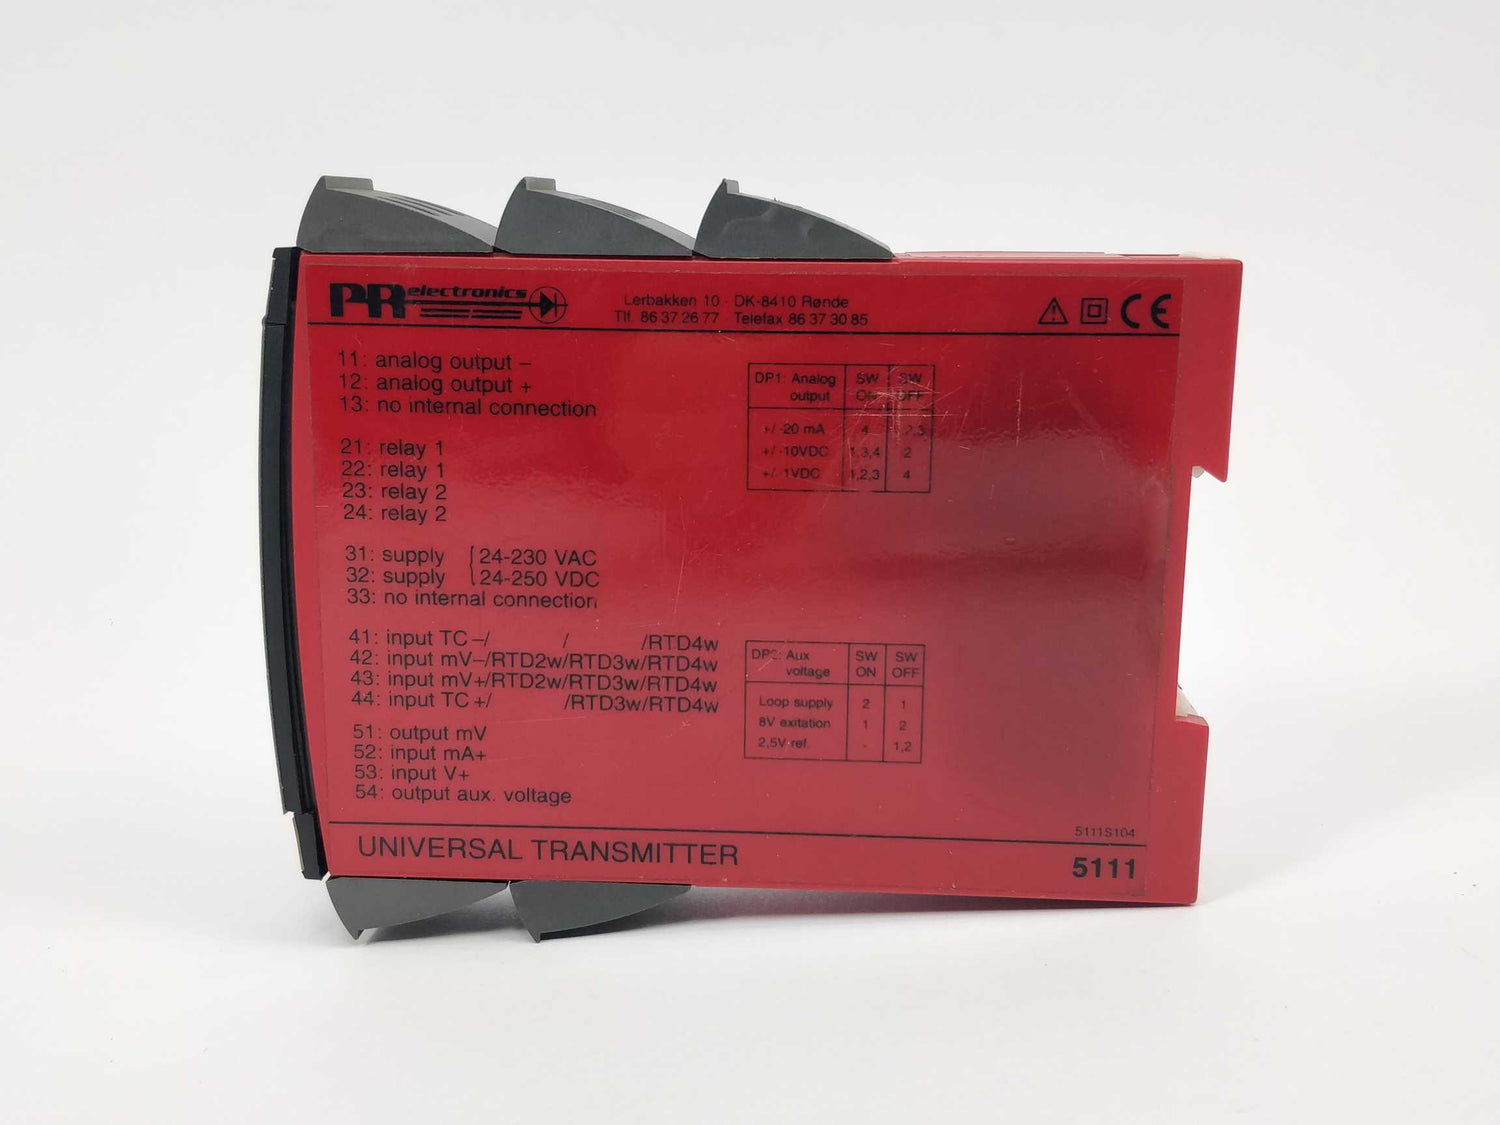 PR electronics
Lerbakken 10 · DK-8410 Rønde
Tlf. 86 37 26 77 · Telefax 86 37 30 85
CE
11: analog output –
12: analog output +
13: no internal connection
21: relay 1
22: relay 1
23: relay 2
24: relay 2
31: supply { 24-230 VAC
32: supply 24-250 VDC
33: no internal connection
41: input TC –/ / /RTD4w
42: input mV–/RTD2w/RTD3w/RTD4w
43: input mV+/RTD2w/RTD3w/RTD4w
44: input TC +/ /RTD3w/RTD4w
51: output mV
52: input mA+
53: input V+
54: output aux. voltage
DP1: Analog SW SW
output ON OFF
+/-20 mA 4 ,2,3
+/-10VDC 1,3,4 2
+/-1VDC 1,2,3 4
DP2: Aux SW SW
voltage ON OFF
Loop supply 2 1
8V exitation 1 2
2,5V ref. - 1,2
5111S104
UNIVERSAL TRANSMITTER 5111